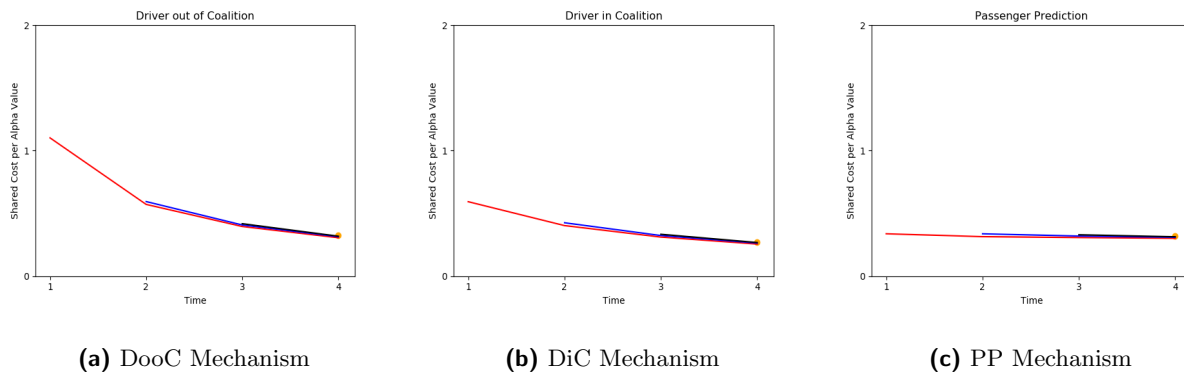 Driver out of Coalition
2
1
0
Shared Cost per Alpha Value
1 2 3 4
Time
(a) DooC Mechanism
Driver in Coalition
2
1
0
Shared Cost per Alpha Value
1 2 3 4
Time
(b) DiC Mechanism
Passenger Prediction
2
1
0
Shared Cost per Alpha Value
1 2 3 4
Time
(c) PP Mechanism